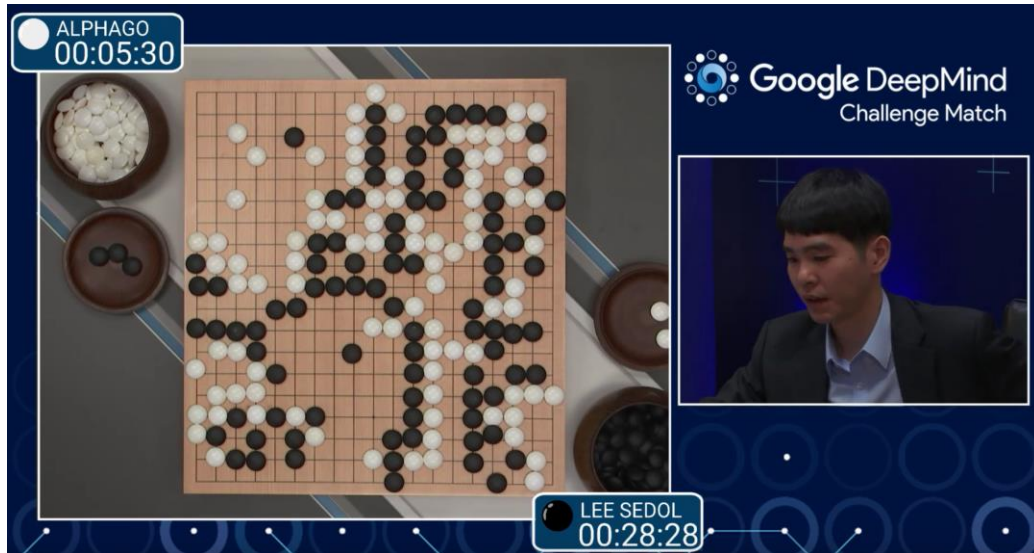 ALPHAGO
00:05:30
Google DeepMind
Challenge Match
LEE SEDOL
00:28:28